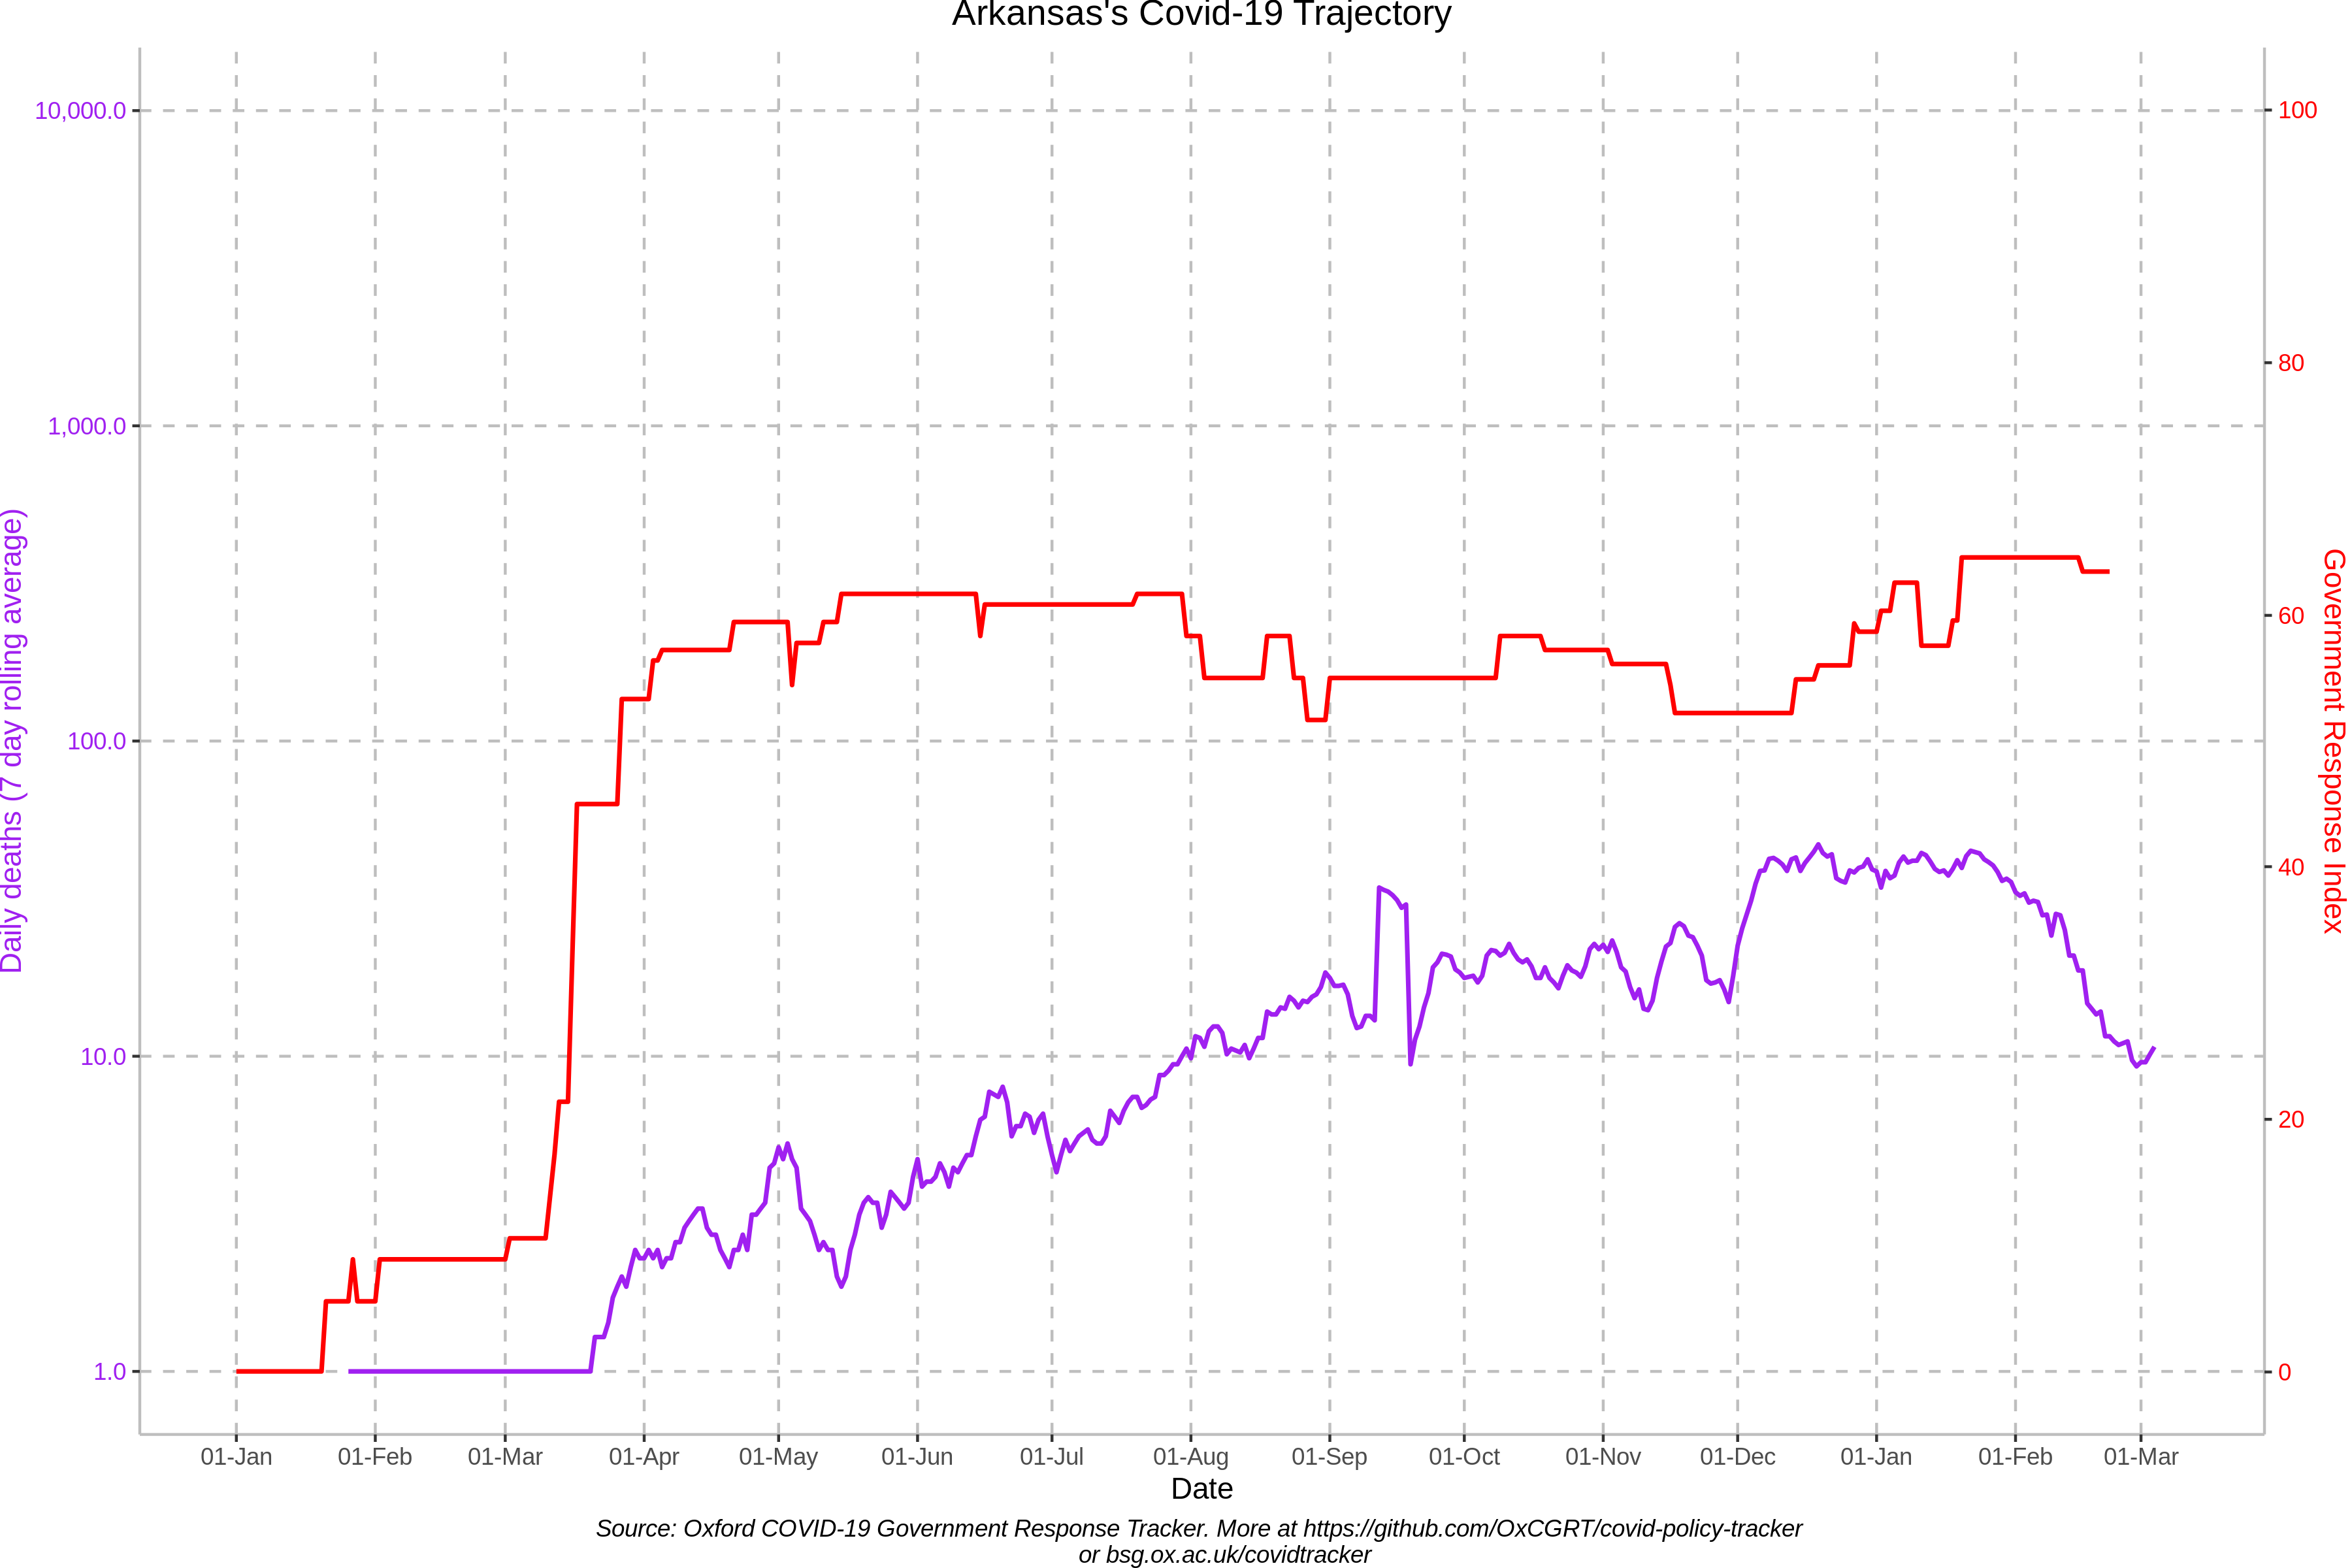 Arkansas's Covid-19 Trajectory
10,000.0
1,000.0
100.0
10.0
1.0
Daily deaths (7 day rolling average)
100
80
60
40
20
0
Government Response Index
01-Jan
01-Feb
01-Mar
01-Apr
01-May
01-Jun
01-Jul
01-Aug
01-Sep
01-Oct
01-Nov
01-Dec
01-Jan
01-Feb
01-Mar
Date
Source: Oxford COVID-19 Government Response Tracker. More at https://github.com/OxCGRT/covid-policy-tracker
or bsg.ox.ac.uk/covidtracker